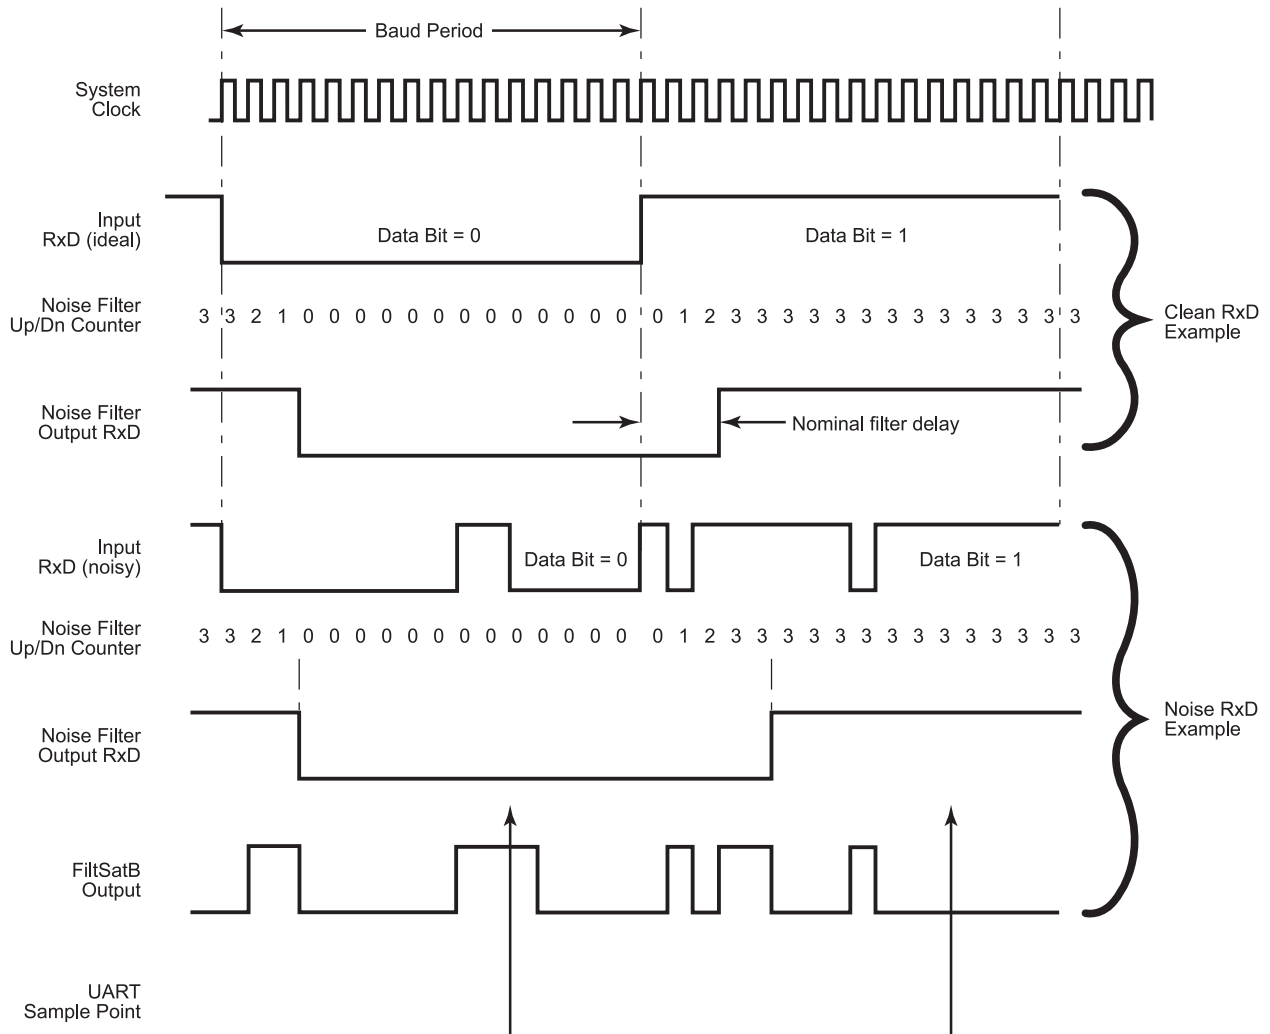 Baud Period
System
Clock
Input
RxD (ideal)
Data Bit = 0
Data Bit = 1
Noise Filter
Up/Dn Counter
3 3 2 1 0 0 0 0 0 0 0 0 0 0 0 0 0 0 1 2 3 3 3 3 3 3 3 3 3 3 3 3 3 3
Clean RxD
Example
Noise Filter
Output RxD
Nominal filter delay
Input
RxD (noisy)
Data Bit = 0
Data Bit = 1
Noise Filter
Up/Dn Counter
3 3 2 1 0 0 0 0 0 0 0 0 0 0 0 0 0 0 1 2 3 3 3 3 3 3 3 3 3 3 3 3 3 3
Noise Filter
Output RxD
Noise RxD
Example
FiltSatB
Output
UART
Sample Point